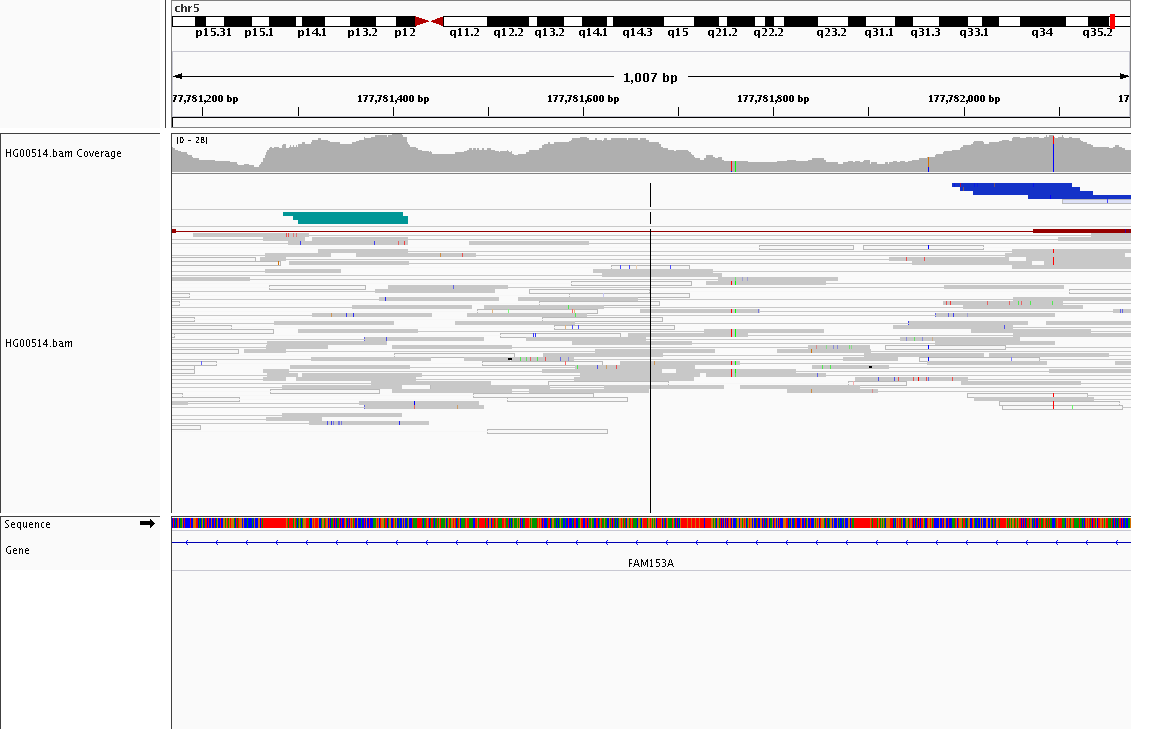 chr5
p15.31 p15.1 p14.1 p13.2 p12 q11.2 q12.2 q13.2 q14.1 q14.3 q15 q21.2 q22.2 q23.2 q31.1 q31.3 q33.1 q34 q35.2
1,007 bp
177,781,200 bp 177,781,400 bp 177,781,600 bp 177,781,800 bp 177,782,000 bp 17
HG00514.bam Coverage
[0 - 28]
HG00514.bam
Sequence
Gene
FAM153A